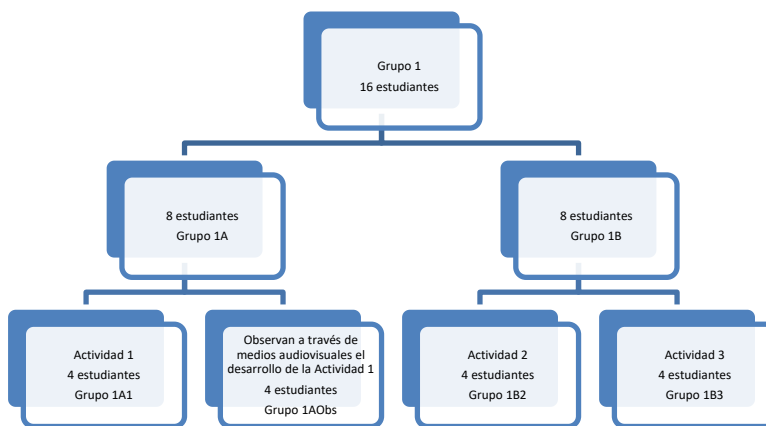 Grupo 1
16 estudiantes
8 estudiantes
Grupo 1A
8 estudiantes
Grupo 1B
Actividad 1
4 estudiantes
Grupo 1A1
Observan a través de
medios audiovisuales el
desarrollo de la Actividad 1
4 estudiantes
Grupo 1AObs
Actividad 2
4 estudiantes
Grupo 1B2
Actividad 3
4 estudiantes
Grupo 1B3